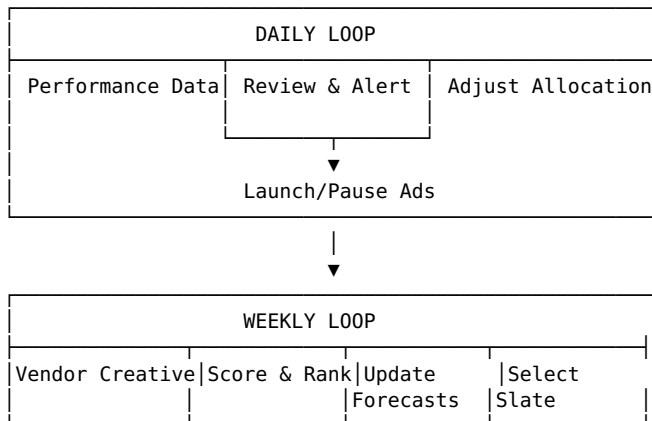 DAILY LOOP
Performance Data Review & Alert Adjust Allocation
Launch/Pause Ads
WEEKLY LOOP
Vendor Creative Score & Rank Update Select
Forecasts Slate